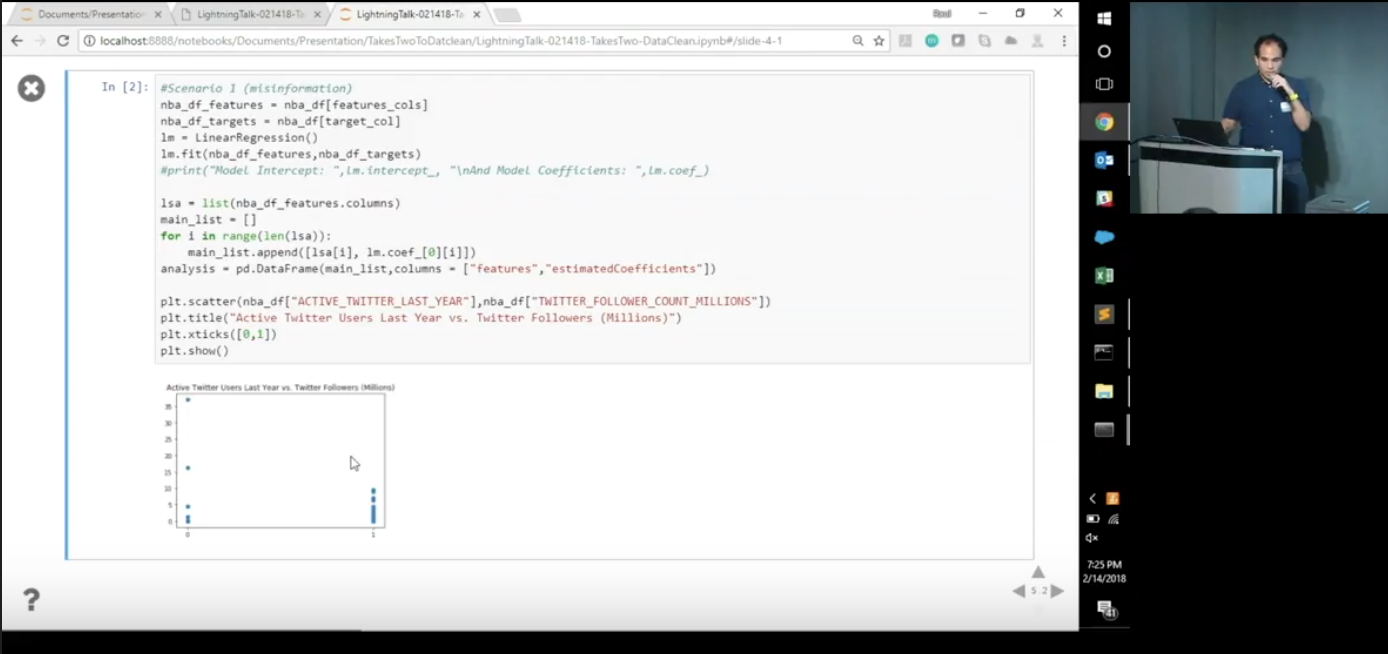 Documents/Presentation
LightningTalk-021418-Ta
LightningTalk-021418-Ta
localhost:8888/notebooks/Documents/Presentation/TakesTwoToDatclean/LightningTalk-021418-TakesTwo-DataClean.ipynb#/slide-4-1
In [2]:
#Scenario 1 (misinformation)
nba_df_features = nba_df[features_cols]
nba_df_targets = nba_df[target_col]
lm = LinearRegression()
lm.fit(nba_df_features,nba_df_targets)
#print("Model Intercept: ",lm.intercept_, "\nAnd Model Coefficients: ",lm.coef_)
lsa = list(nba_df_features.columns)
main_list = []
for i in range(len(lsa)):
main_list.append([lsa[i], lm.coef_[0][i]])
analysis = pd.DataFrame(main_list,columns = ["features","estimatedCoefficients"])
plt.scatter(nba_df["ACTIVE_TWITTER_LAST_YEAR"],nba_df["TWITTER_FOLLOWER_COUNT_MILLIONS"])
plt.title("Active Twitter Users Last Year vs. Twitter Followers (Millions)")
plt.xticks([0,1])
plt.show()
Active Twitter Users Last Year vs. Twitter Followers (Millions)
35
30
25
20
15
10
5
0
0 1
5.2
?
7:25 PM
2/14/2018
41